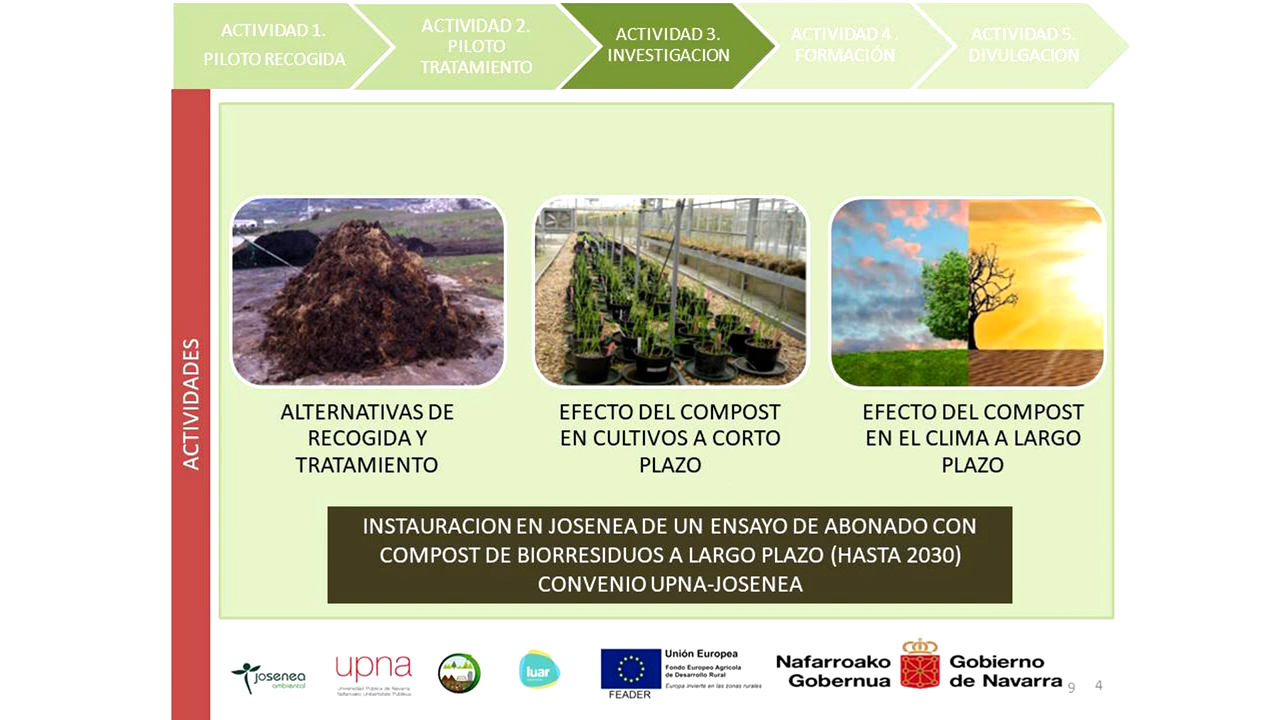 ACTIVIDAD 1.
PILOTO RECOGIDA
ACTIVIDAD 2.
PILOTO
TRATAMIENTO
ACTIVIDAD 3.
INVESTIGACION
ACTIVIDAD 4.
FORMACIÓN
ACTIVIDAD 5.
DIVULGACION
ACTIVIDADES
ALTERNATIVAS DE
RECOGIDA Y
TRATAMIENTO
EFECTO DEL COMPOST
EN CULTIVOS A CORTO
PLAZO
EFECTO DEL COMPOST
EN EL CLIMA A LARGO
PLAZO
INSTAURACION EN JOSENEA DE UN ENSAYO DE ABONADO CON
COMPOST DE BIORRESIDUOS A LARGO PLAZO (HASTA 2030)
CONVENIO UPNA-JOSENEA
josenea
ambiental
upna
Universidad Pública de Navarra
Nafarroako Unibertsitate Publikoa
luar
FEADER
Unión Europea
Fondo Europeo Agrícola
de Desarrollo Rural
Europa invierte en las zonas rurales
Nafarroako
Gobernua
Gobierno
de Navarra
9 4